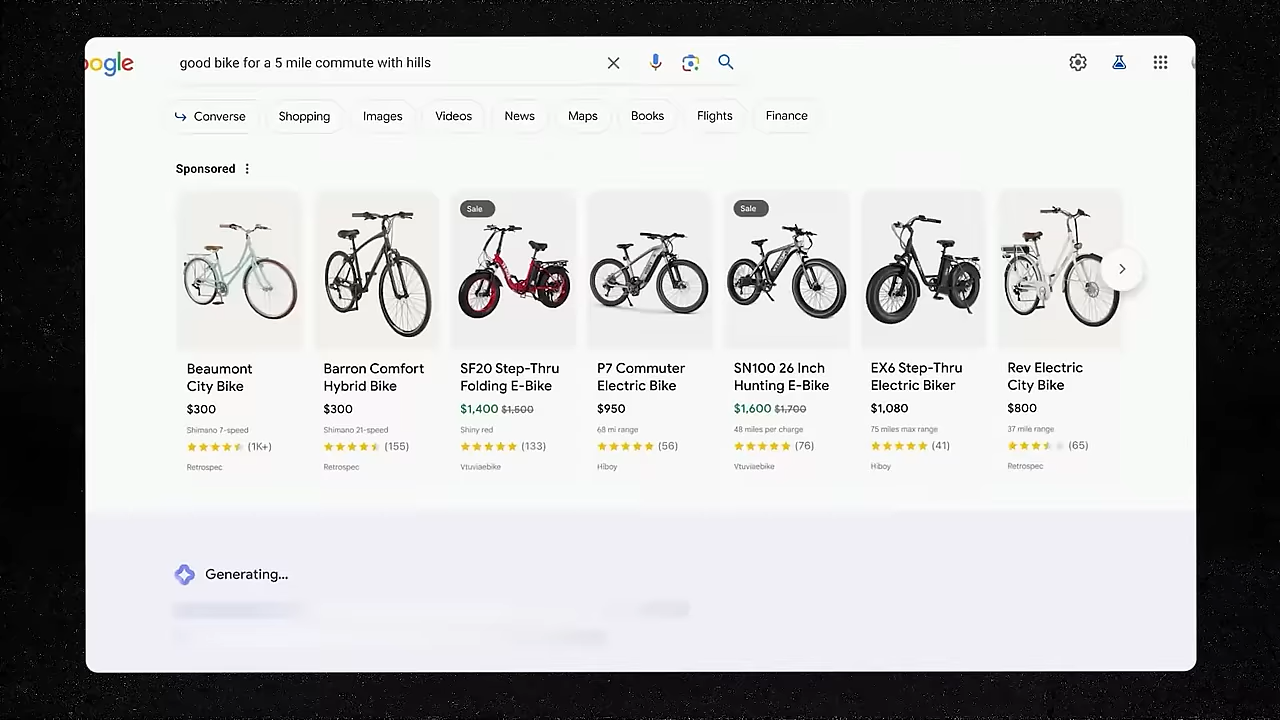 oogle
good bike for a 5 mile commute with hills
Converse
Shopping
Images
Videos
News
Maps
Books
Flights
Finance
Sponsored
Beaumont
City Bike
$300
Shimano 7-speed
(1K+)
Retrospec
Barron Comfort
Hybrid Bike
$300
Shimano 21-speed
(155)
Retrospec
Sale
SF20 Step-Thru
Folding E-Bike
$1,400 $1,500
Shiny red
(133)
Vtuviaebike
P7 Commuter
Electric Bike
$950
68 mi range
(56)
Hiboy
Sale
SN100 26 Inch
Hunting E-Bike
$1,600 $1,700
48 miles per charge
(76)
Vtuviaebike
EX6 Step-Thru
Electric Biker
$1,080
75 miles max range
(41)
Hiboy
Rev Electric
City Bike
$800
37 mile range
(65)
Retrospec
Generating...